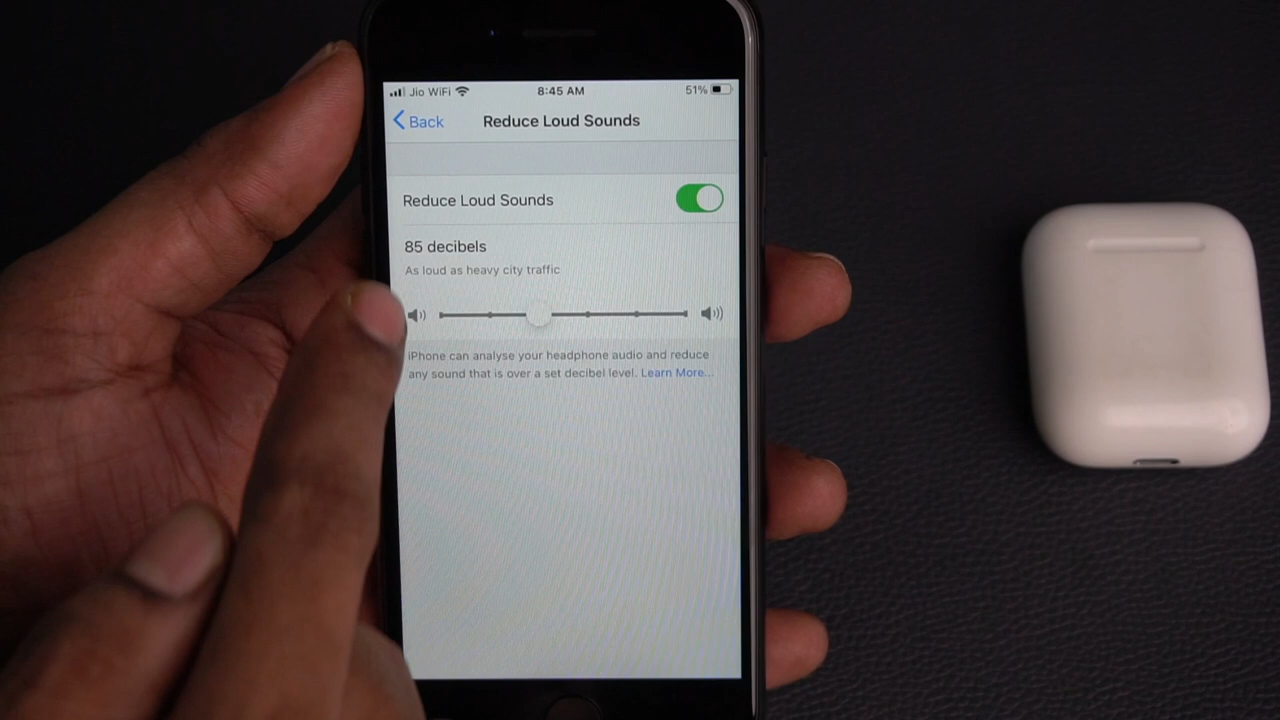 Jio WiFi 8:45 AM 51%
Back Reduce Loud Sounds
Reduce Loud Sounds
85 decibels
As loud as heavy city traffic
iPhone can analyse your headphone audio and reduce
any sound that is over a set decibel level. Learn More...